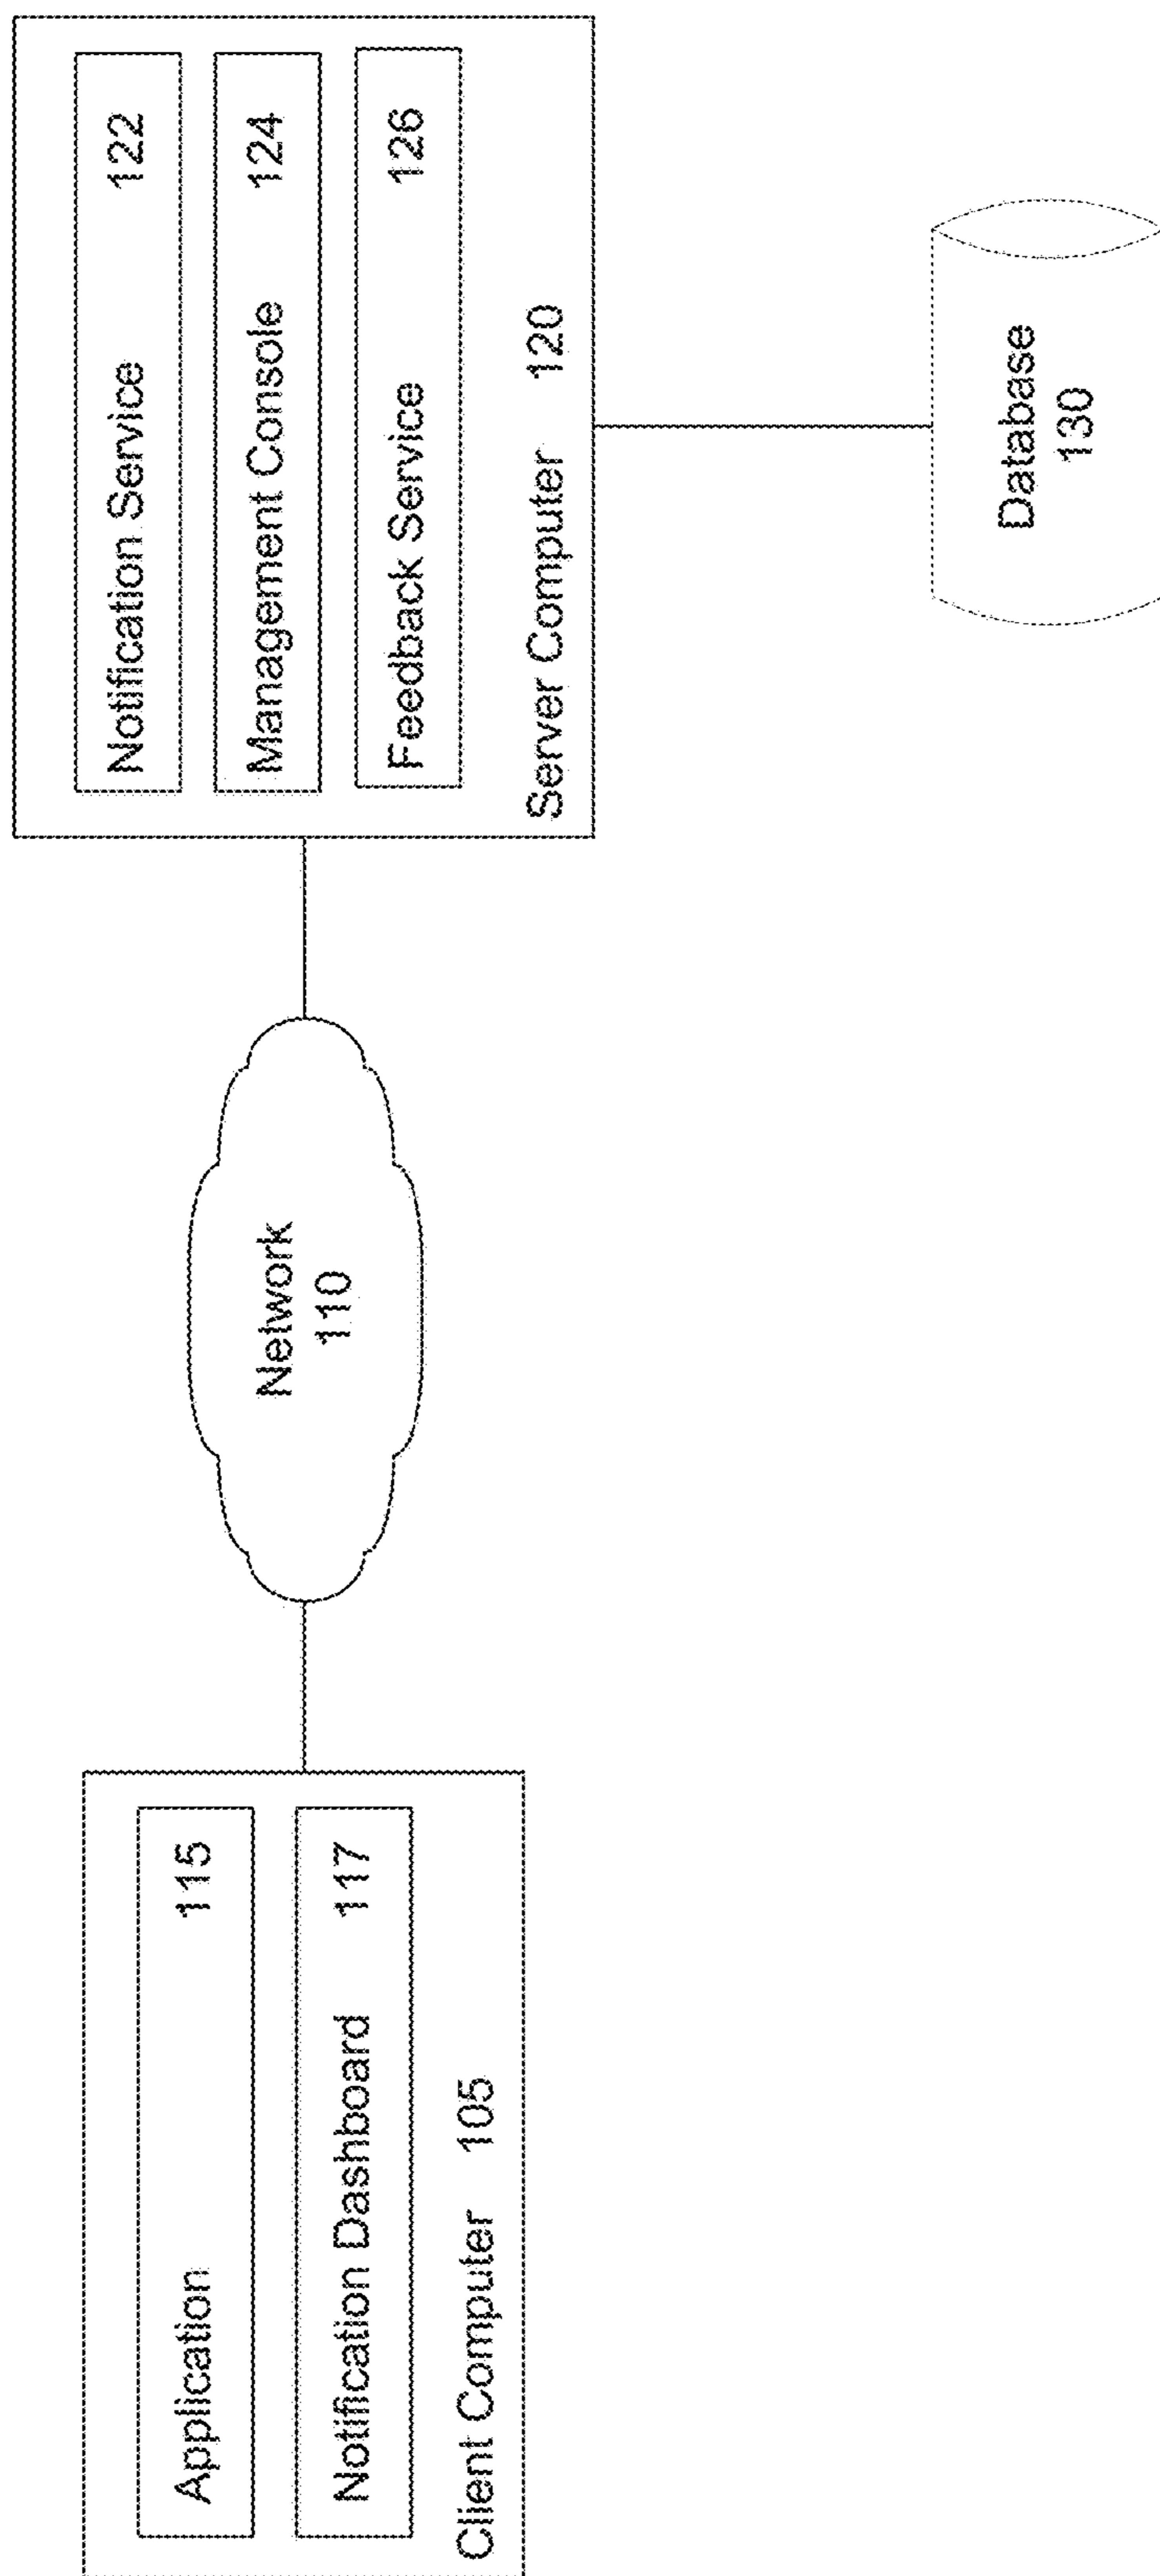 Application 115
Notification Dashboard 117
Client Computer 105
Network
110
Notification Service 122
Management Console 124
Feedback Service 126
Server Computer 120
Database
130